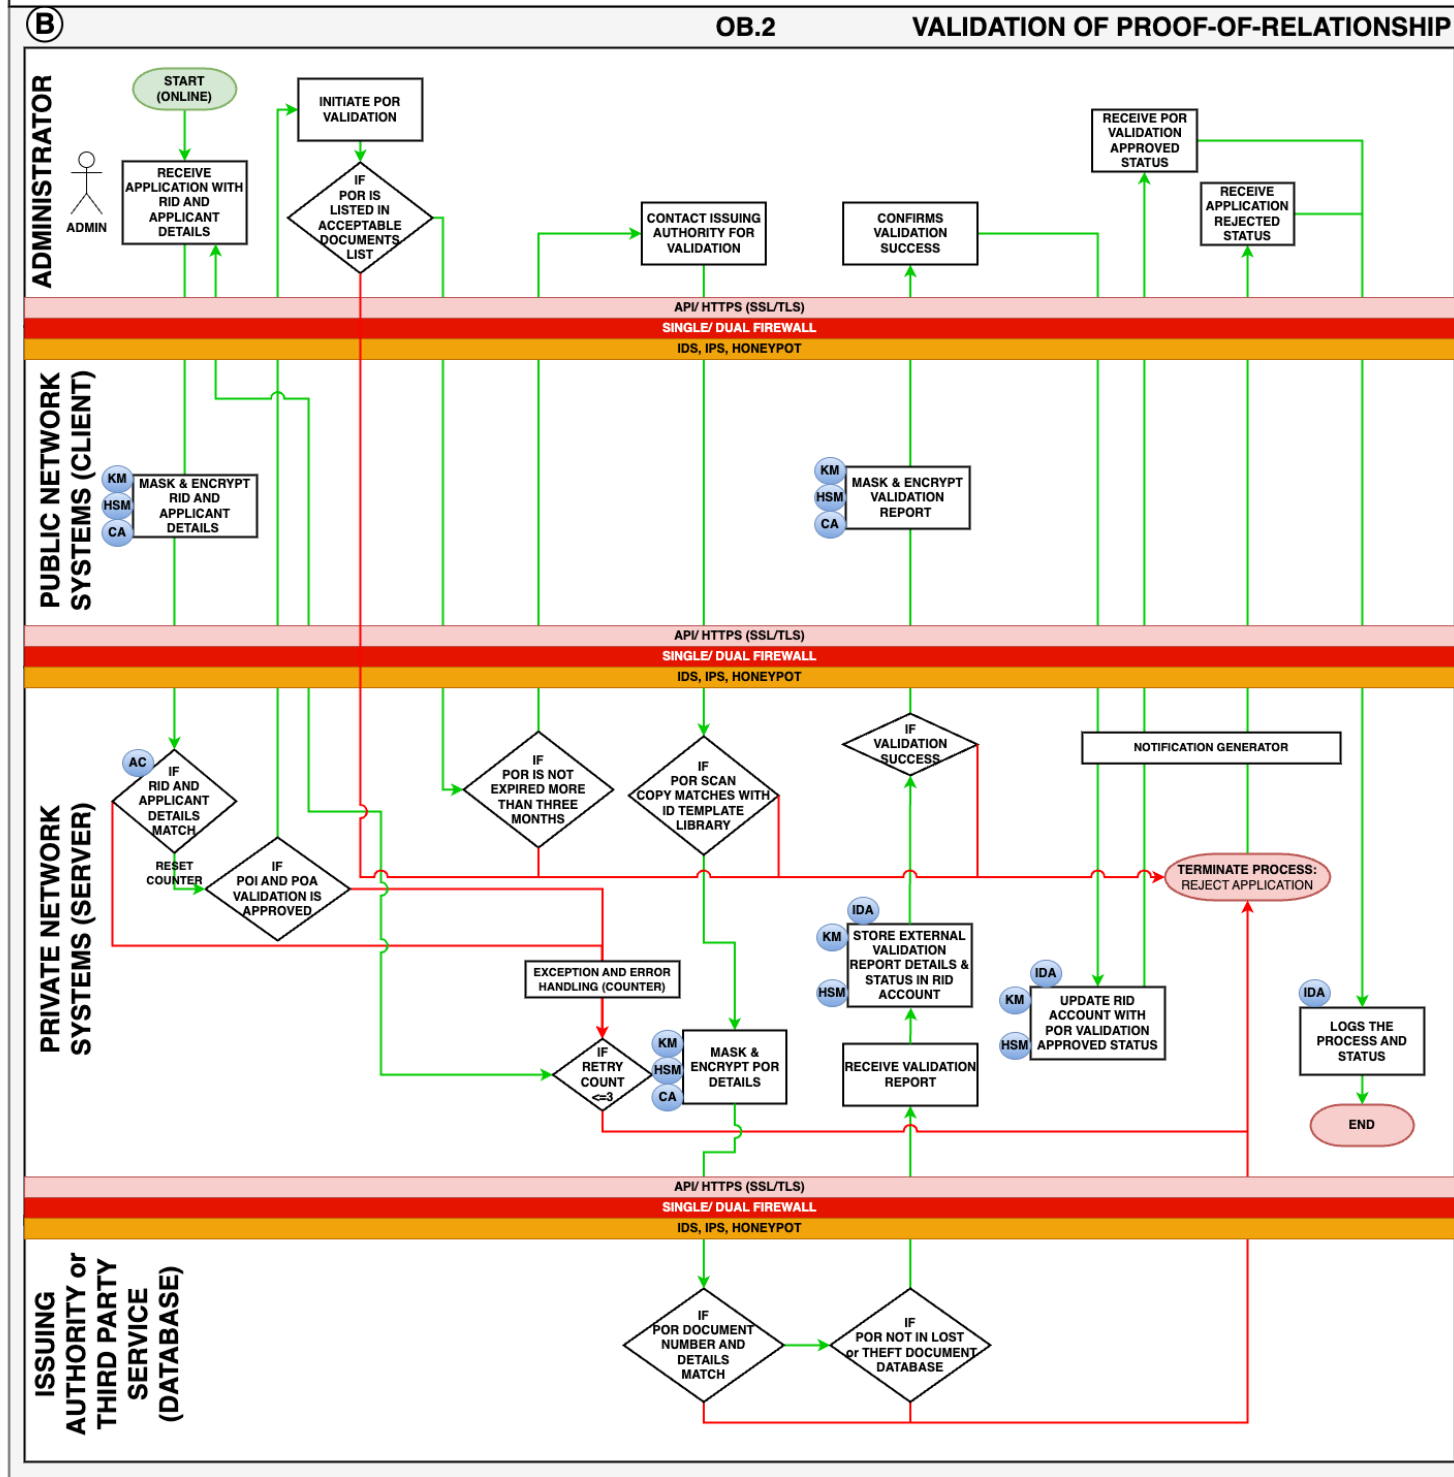 B
OB.2
VALIDATION OF PROOF-OF-RELATIONSHIP
ADMINISTRATOR
ADMIN
START
(ONLINE)
RECEIVE
APPLICATION WITH
RID AND
APPLICANT
DETAILS
INITIATE POR
VALIDATION
IF
POR IS
LISTED IN
ACCEPTABLE
DOCUMENTS
LIST
CONTACT ISSUING
AUTHORITY FOR
VALIDATION
CONFIRMS
VALIDATION
SUCCESS
RECEIVE POR
VALIDATION
APPROVED
STATUS
RECEIVE
APPLICATION
REJECTED
STATUS
API/ HTTPS (SSL/TLS)
SINGLE/ DUAL FIREWALL
IDS, IPS, HONEYPOT
PUBLIC NETWORK
SYSTEMS (CLIENT)
KM
HSM
CA
MASK & ENCRYPT
RID AND
APPLICANT
DETAILS
KM
HSM
CA
MASK & ENCRYPT
VALIDATION
REPORT
API/ HTTPS (SSL/TLS)
SINGLE/ DUAL FIREWALL
IDS, IPS, HONEYPOT
PRIVATE NETWORK
SYSTEMS (SERVER)
AC
IF
RID AND
APPLICANT
DETAILS
MATCH
RESET
COUNTER
IF
POI AND POA
VALIDATION IS
APPROVED
IF
POR IS NOT
EXPIRED MORE
THAN THREE
MONTHS
IF
POR SCAN
COPY MATCHES WITH
ID TEMPLATE
LIBRARY
IF
VALIDATION
SUCCESS
NOTIFICATION GENERATOR
TERMINATE PROCESS:
REJECT APPLICATION
EXCEPTION AND ERROR
HANDLING (COUNTER)
IF
RETRY
COUNT
<=3
KM
HSM
CA
MASK &
ENCRYPT POR
DETAILS
IDA
KM
HSM
STORE EXTERNAL
VALIDATION
REPORT DETAILS &
STATUS IN RID
ACCOUNT
RECEIVE VALIDATION
REPORT
IDA
KM
HSM
UPDATE RID
ACCOUNT WITH
POR VALIDATION
APPROVED STATUS
IDA
LOGS THE
PROCESS AND
STATUS
END
API/ HTTPS (SSL/TLS)
SINGLE/ DUAL FIREWALL
IDS, IPS, HONEYPOT
ISSUING
AUTHORITY or
THIRD PARTY
SERVICE
(DATABASE)
IF
POR DOCUMENT
NUMBER AND
DETAILS
MATCH
IF
POR NOT IN LOST
or THEFT DOCUMENT
DATABASE